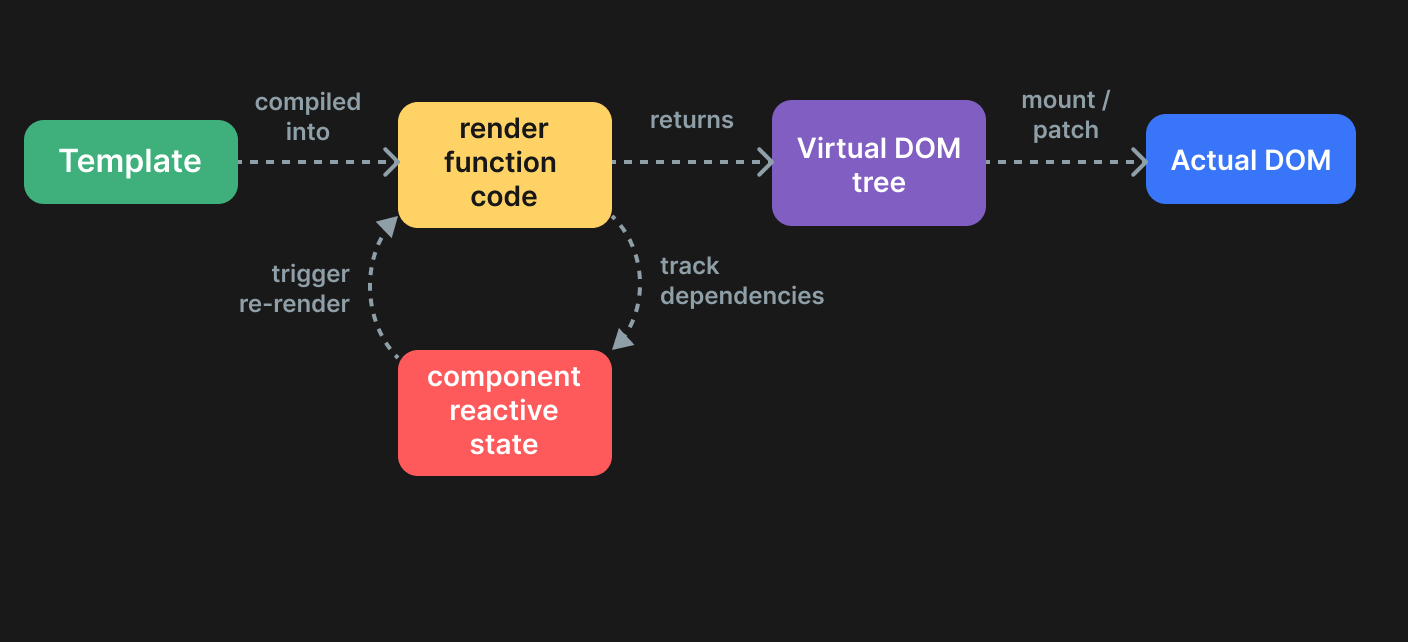 compiled
into
returns
mount /
patch
Template
render
function
code
Virtual DOM
tree
Actual DOM
trigger
re-render
track
dependencies
component
reactive
state